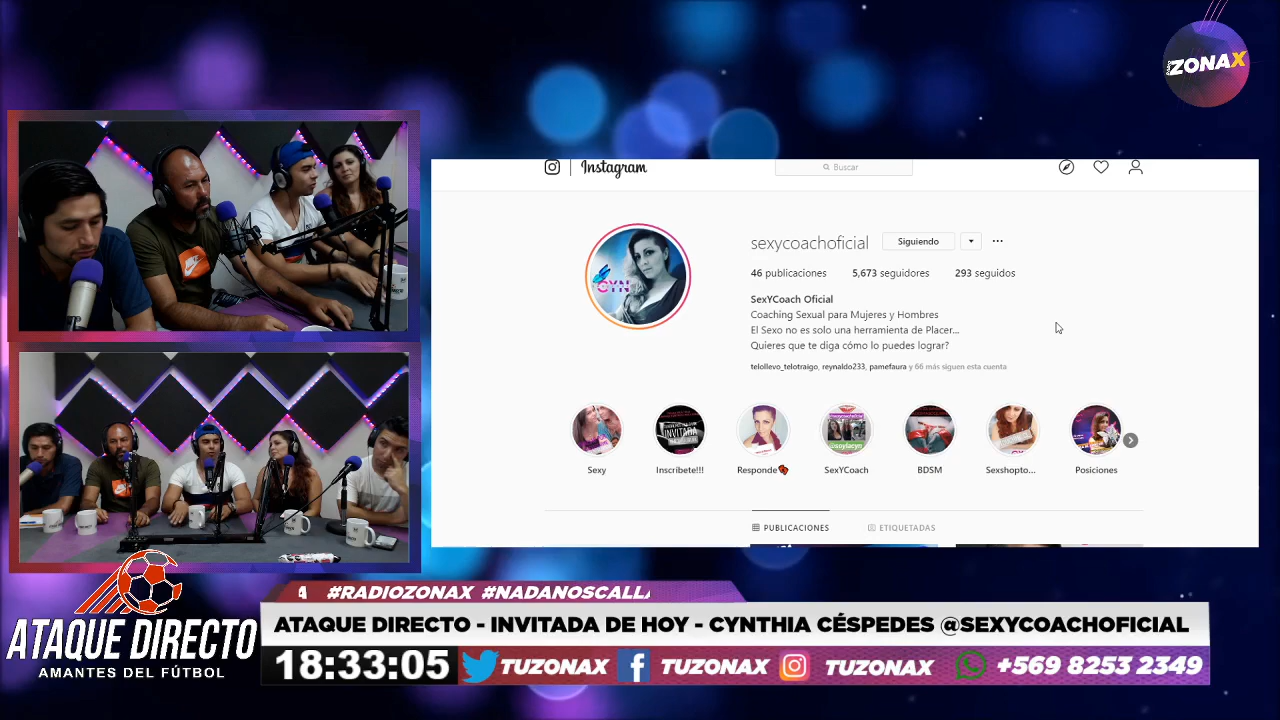 ZONAX
Instagram
Buscar
sexycoachoficial
Siguiendo
46 publicaciones
5,673 seguidores
293 seguidos
SexYCoach Oficial
Coaching Sexual para Mujeres y Hombres
El Sexo no es solo una herramienta de Placer...
Quieres que te diga cómo lo puedes lograr?
telollevo_telotraigo, reynaldo233, pamefaura y 66 más siguen esta cuenta
CYN
INVITADA
Sexy
Inscríbete!!!
Responde
SexYCoach
BDSM
Sexshopto...
Posiciones
PUBLICACIONES
ETIQUETADAS
#RADIOZONAX #NADANOSCALLA
ATAQUE DIRECTO
AMANTES DEL FÚTBOL
ATAQUE DIRECTO - INVITADA DE HOY - CYNTHIA CÉSPEDES @SEXYCOACHOFICIAL
18:33:05
TUZONAX
TUZONAX
TUZONAX
+569 8253 2349